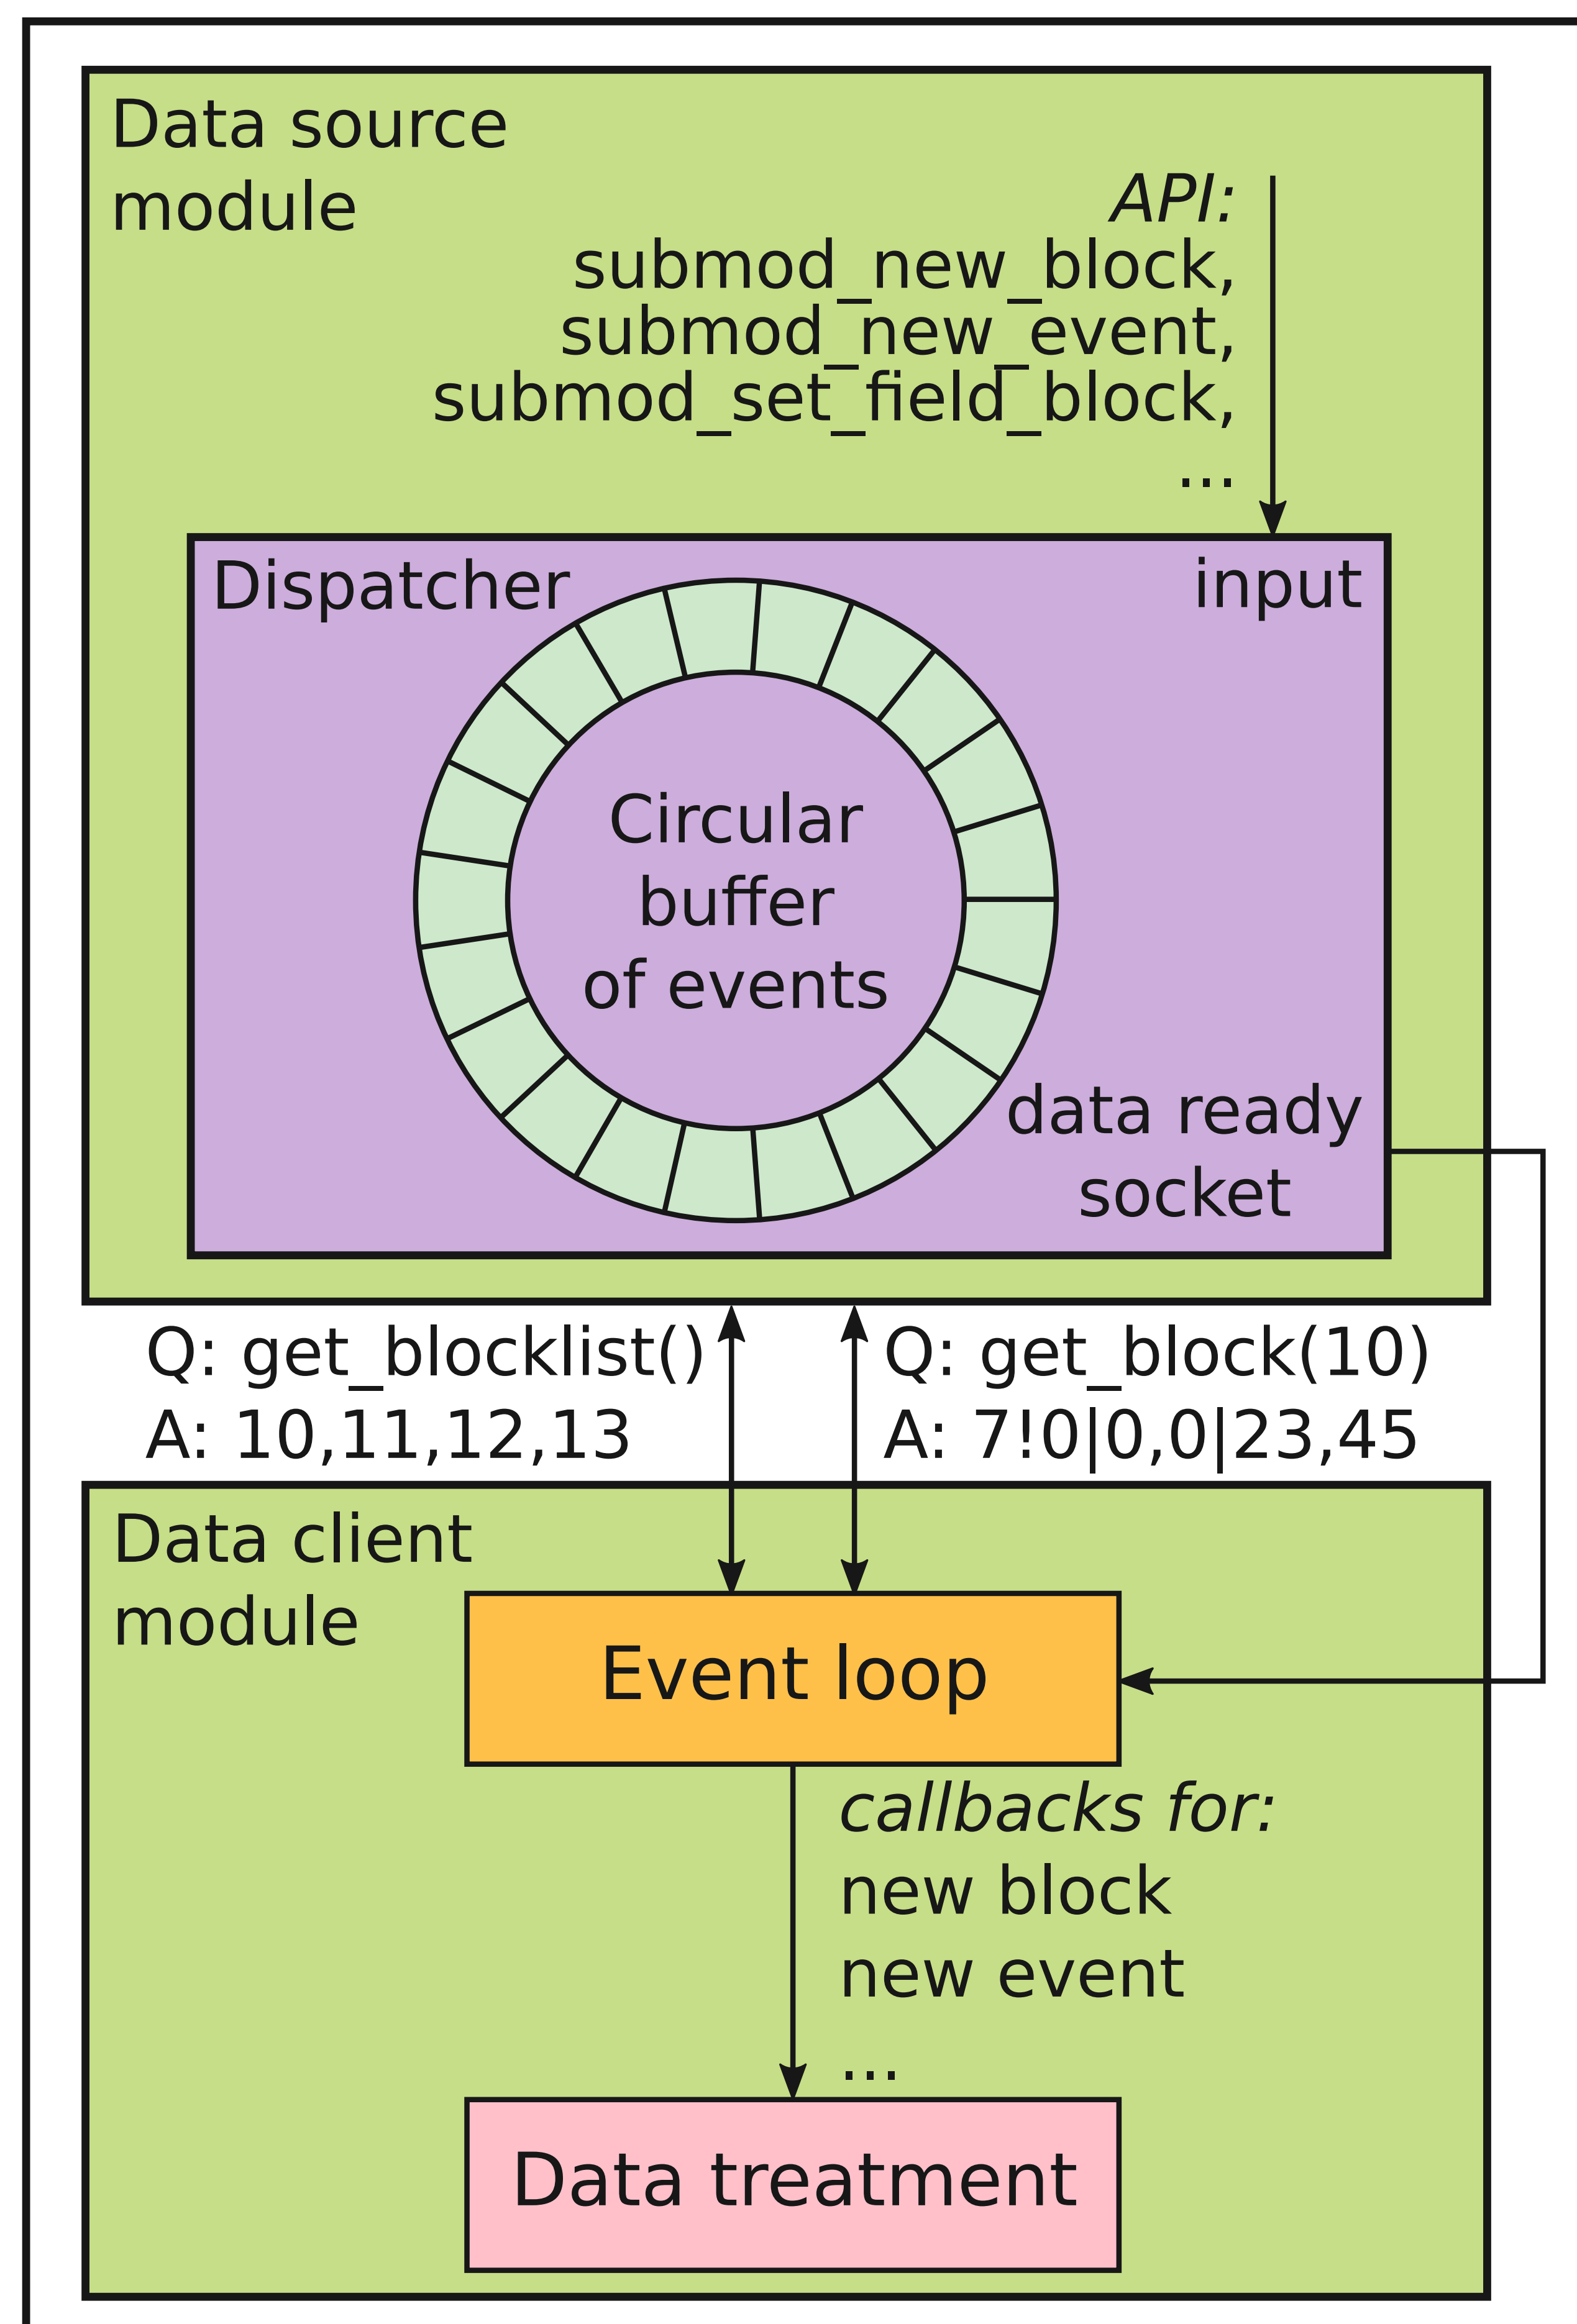 Data source
module
API:
submod_new_block,
submod_new_event,
submod_set_field_block,
...
Dispatcher
input
Circular
buffer
of events
data ready
socket
Q: get_blocklist()
A: 10,11,12,13
Q: get_block(10)
A: 7!0|0,0|23,45
Data client
module
Event loop
callbacks for:
new block
new event
...
Data treatment